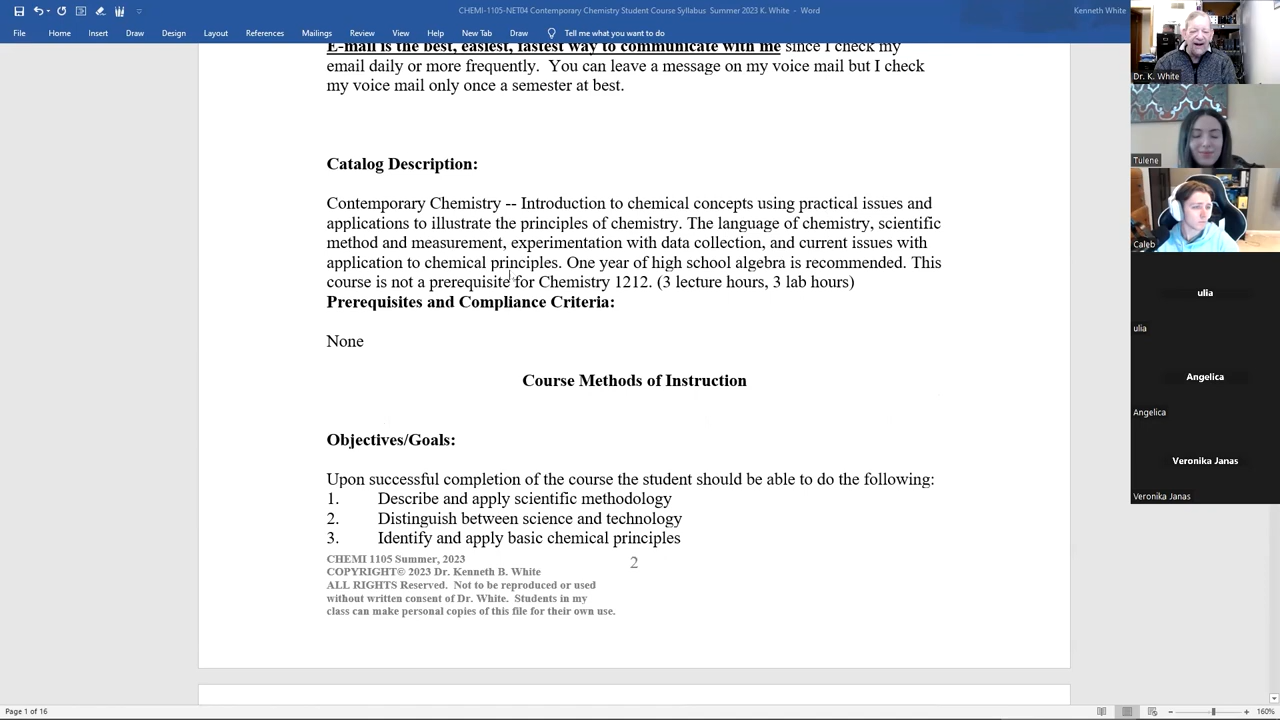 CHEMI-1105-NET04 Contemporary Chemistry Student Course Syllabus Summer 2023 K. White - Word
Kenneth White
File Home Insert Draw Design Layout References Mailings Review View Help New Tab Draw Tell me what you want to do
E-mail is the best, easiest, fastest way to communicate with me since I check my
email daily or more frequently. You can leave a message on my voice mail but I check
my voice mail only once a semester at best.
Catalog Description:
Contemporary Chemistry -- Introduction to chemical concepts using practical issues and
applications to illustrate the principles of chemistry. The language of chemistry, scientific
method and measurement, experimentation with data collection, and current issues with
application to chemical principles. One year of high school algebra is recommended. This
course is not a prerequisite for Chemistry 1212. (3 lecture hours, 3 lab hours)
Prerequisites and Compliance Criteria:
None
Course Methods of Instruction
Objectives/Goals:
Upon successful completion of the course the student should be able to do the following:
1. Describe and apply scientific methodology
2. Distinguish between science and technology
3. Identify and apply basic chemical principles
CHEMI 1105 Summer, 2023
COPYRIGHT© 2023 Dr. Kenneth B. White
ALL RIGHTS Reserved. Not to be reproduced or used
without written consent of Dr. White. Students in my
class can make personal copies of this file for their own use.
2
Page 1 of 16
160%
Dr. K. White
Tulene
Caleb
ulia
ulia
Angelica
Angelica
Veronika Janas
Veronika Janas